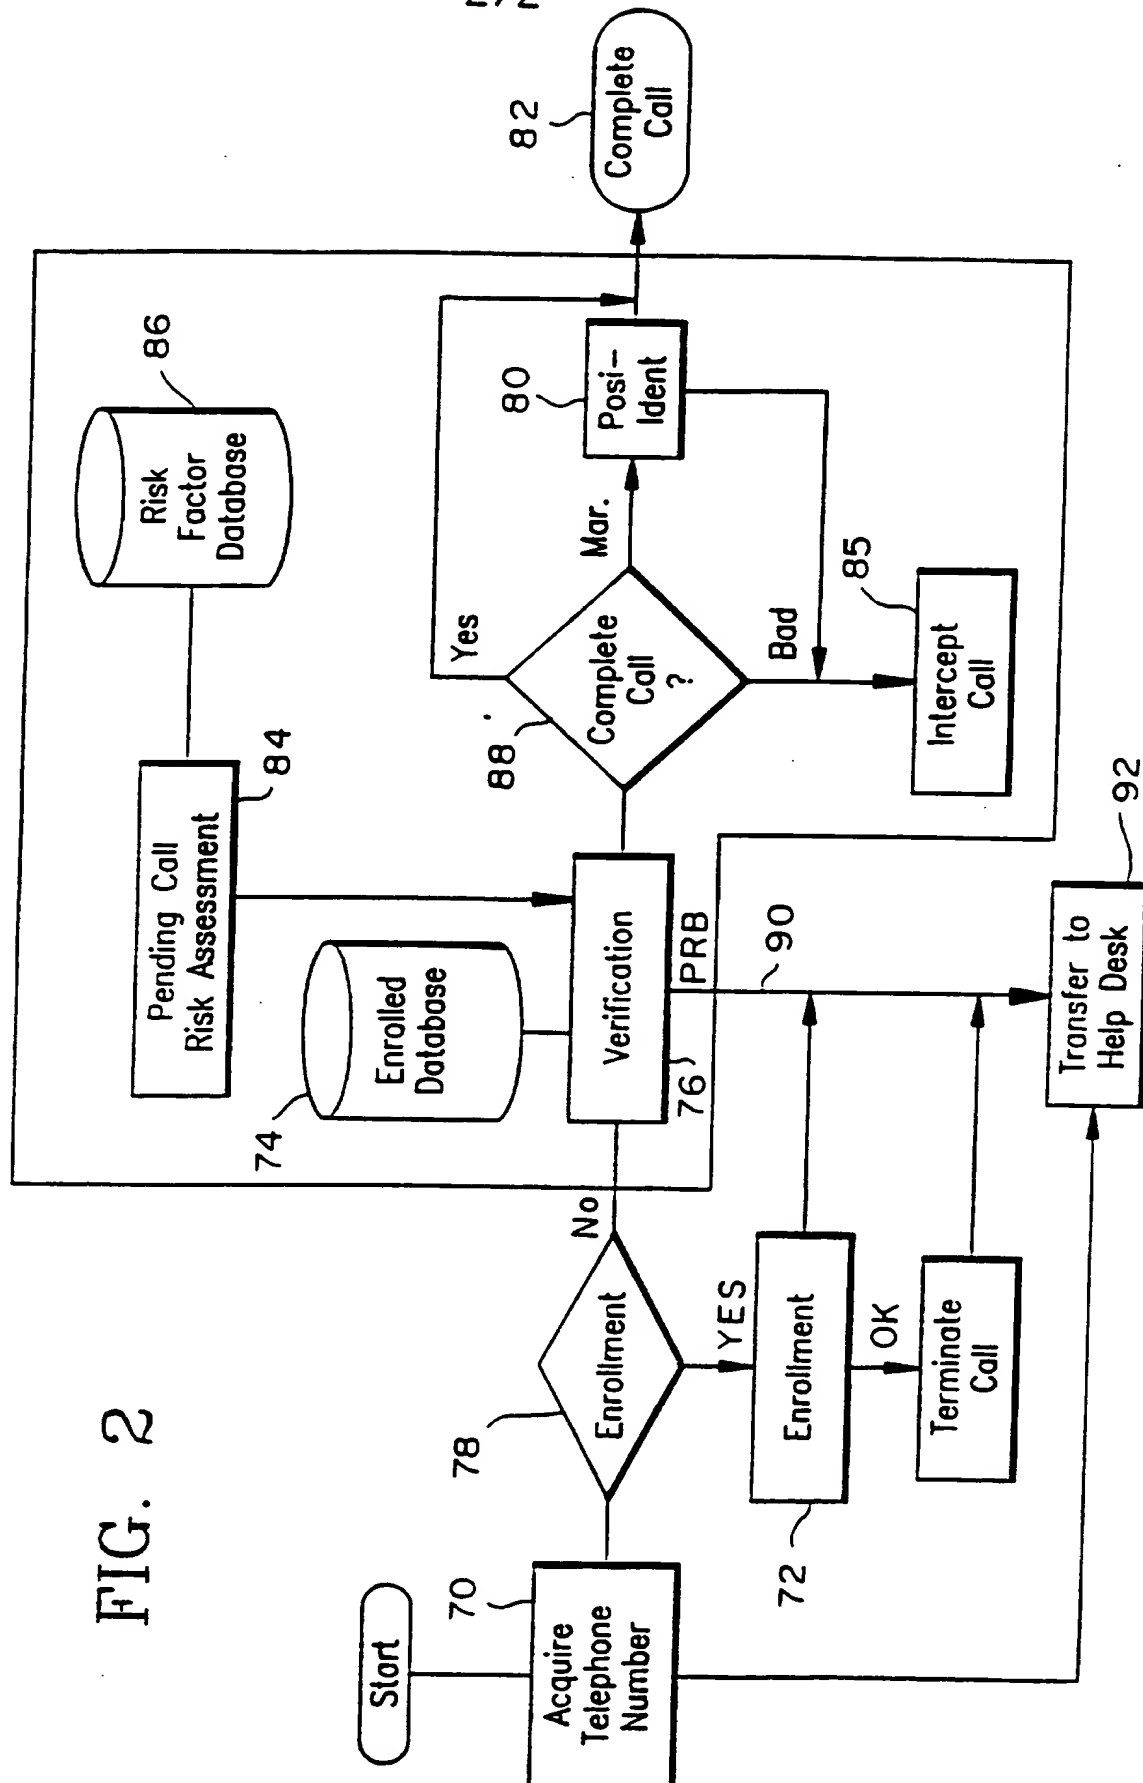 2/2
FIG. 2
Start
70
Acquire
Telephone
Number
78
Enrollment
No
YES
72
Enrollment
OK
Terminate
Call
74
Enrolled
Database
76
Verification
PRB
90
92
Transfer to
Help Desk
84
Pending Call
Risk Assessment
86
Risk
Factor
Database
88
Complete
Call
?
Yes
Mar.
Bad
80
Posi-
Ident
85
Intercept
Call
82
Complete
Call